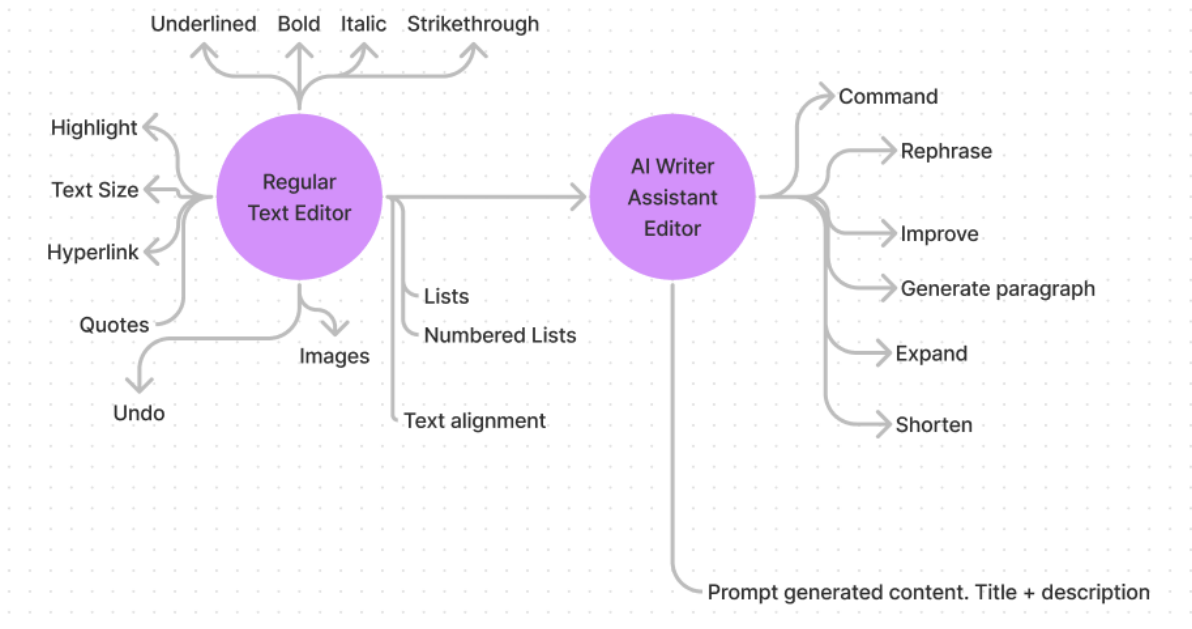 Underlined Bold Italic Strikethrough
Command
Highlight
Rephrase
Regular
Text Editor
AI Writer
Assistant
Editor
Text Size
Improve
Hyperlink
Generate paragraph
Lists
Quotes
Numbered Lists
Images
Expand
Undo
Text alignment
Shorten
Prompt generated content. Title + description